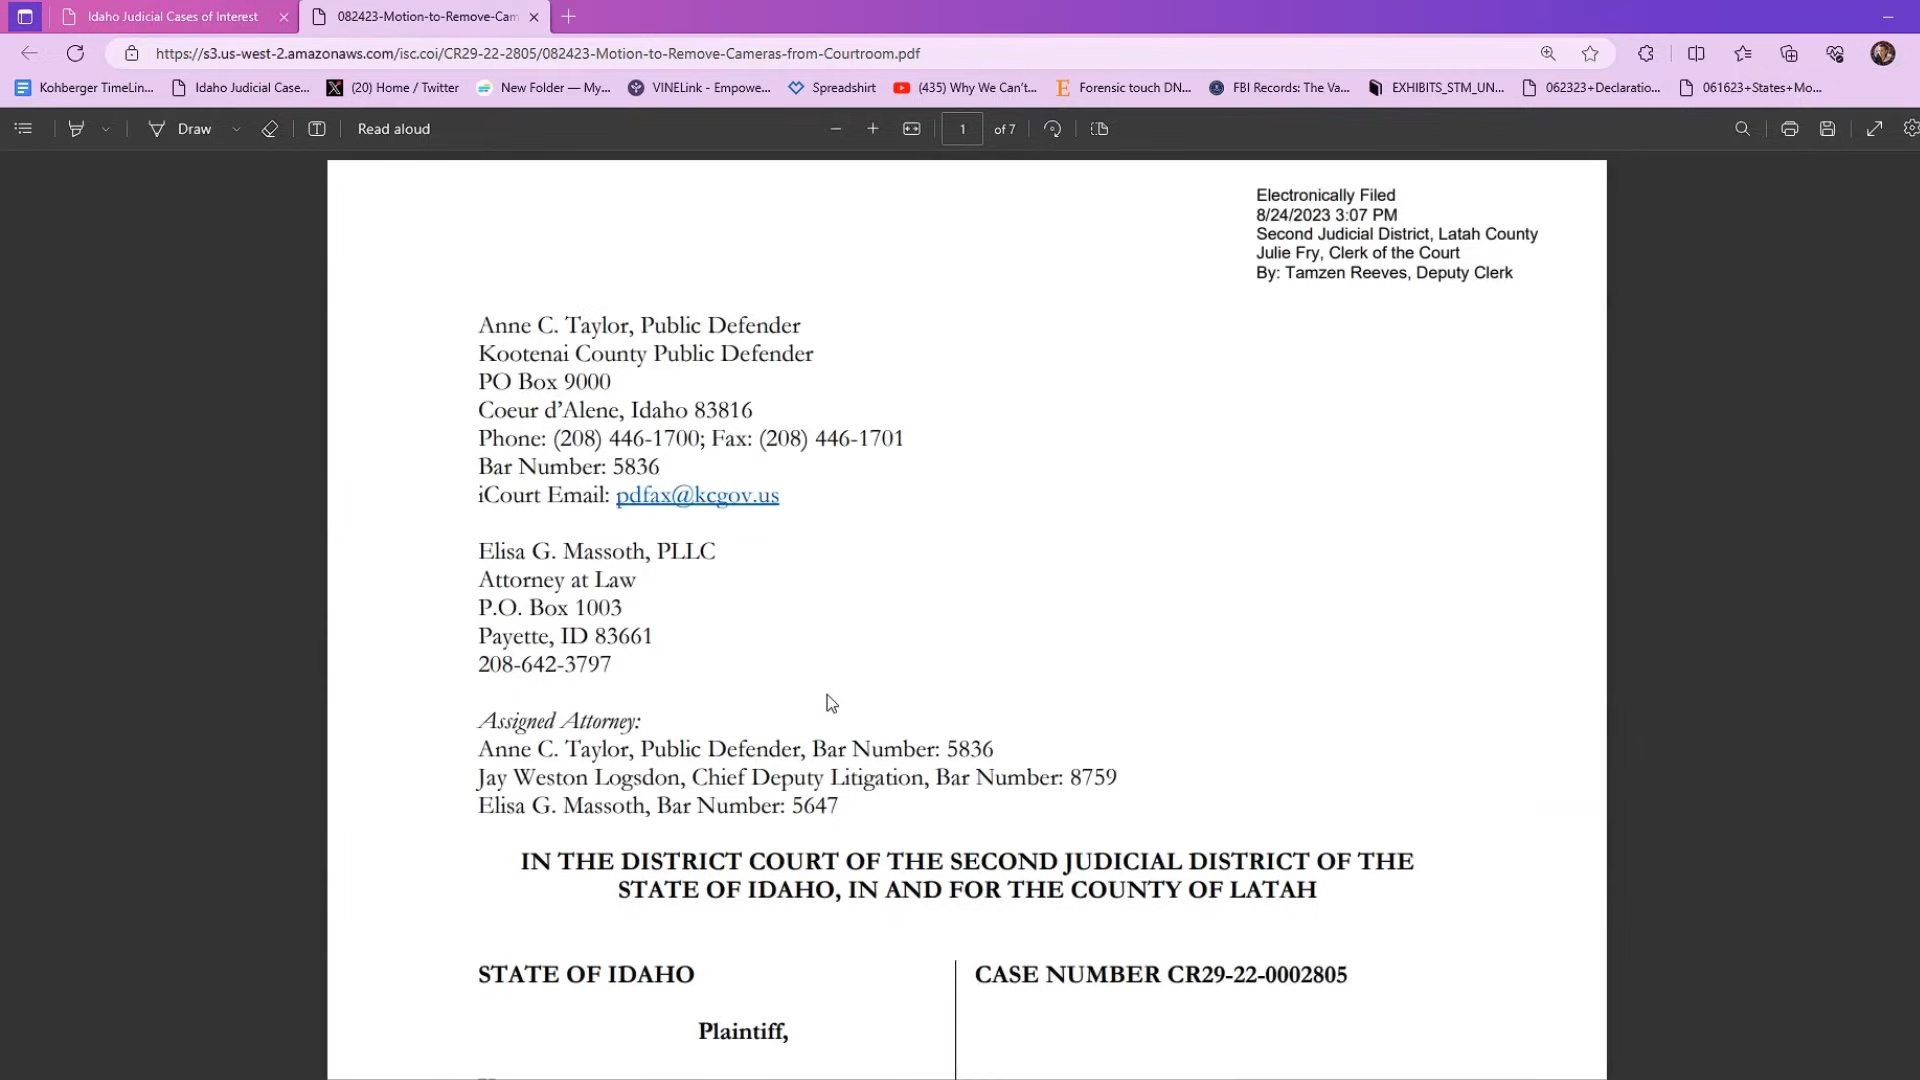 Idaho Judicial Cases of Interest
082423-Motion-to-Remove-Cam
https://s3.us-west-2.amazonaws.com/isc.coi/CR29-22-2805/082423-Motion-to-Remove-Cameras-from-Courtroom.pdf
Kohberger TimeLin...
Idaho Judicial Case...
(20) Home / Twitter
New Folder — My...
VINELink - Empowe...
Spreadshirt
(435) Why We Can't...
Forensic touch DN...
FBI Records: The Va...
EXHIBITS_STM_UN...
062323+Declaratio...
061623+States+Mo...
Draw
Read aloud
1 of 7
Electronically Filed
8/24/2023 3:07 PM
Second Judicial District, Latah County
Julie Fry, Clerk of the Court
By: Tamzen Reeves, Deputy Clerk
Anne C. Taylor, Public Defender
Kootenai County Public Defender
PO Box 9000
Coeur d'Alene, Idaho 83816
Phone: (208) 446-1700; Fax: (208) 446-1701
Bar Number: 5836
iCourt Email: pdfax@kcgov.us
Elisa G. Massoth, PLLC
Attorney at Law
P.O. Box 1003
Payette, ID 83661
208-642-3797
Assigned Attorney:
Anne C. Taylor, Public Defender, Bar Number: 5836
Jay Weston Logsdon, Chief Deputy Litigation, Bar Number: 8759
Elisa G. Massoth, Bar Number: 5647
IN THE DISTRICT COURT OF THE SECOND JUDICIAL DISTRICT OF THE
STATE OF IDAHO, IN AND FOR THE COUNTY OF LATAH
STATE OF IDAHO
CASE NUMBER CR29-22-0002805
Plaintiff,